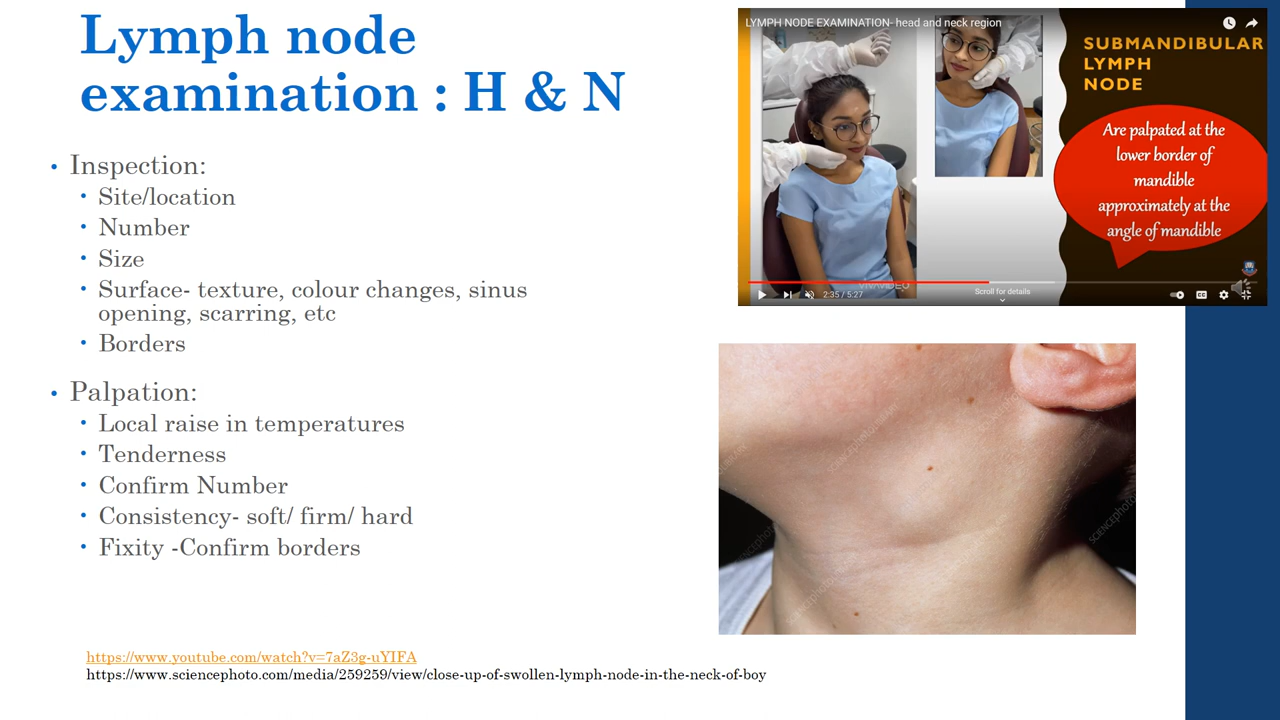 Lymph node
examination : H & N
• Inspection:
• Site/location
• Number
• Size
• Surface- texture, colour changes, sinus
opening, scarring, etc
• Borders
• Palpation:
• Local raise in temperatures
• Tenderness
• Confirm Number
• Consistency- soft/ firm/ hard
• Fixity -Confirm borders
LYMPH NODE EXAMINATION- head and neck region
SUBMANDIBULAR
LYMPH
NODE
Are palpated at the
lower border of
mandible
approximately at the
angle of mandible
VIVAVIDEO
2:35 / 5:27
Scroll for details
CC
https://www.youtube.com/watch?v=7aZ3g-uYIFA
https://www.sciencephoto.com/media/259259/view/close-up-of-swollen-lymph-node-in-the-neck-of-boy